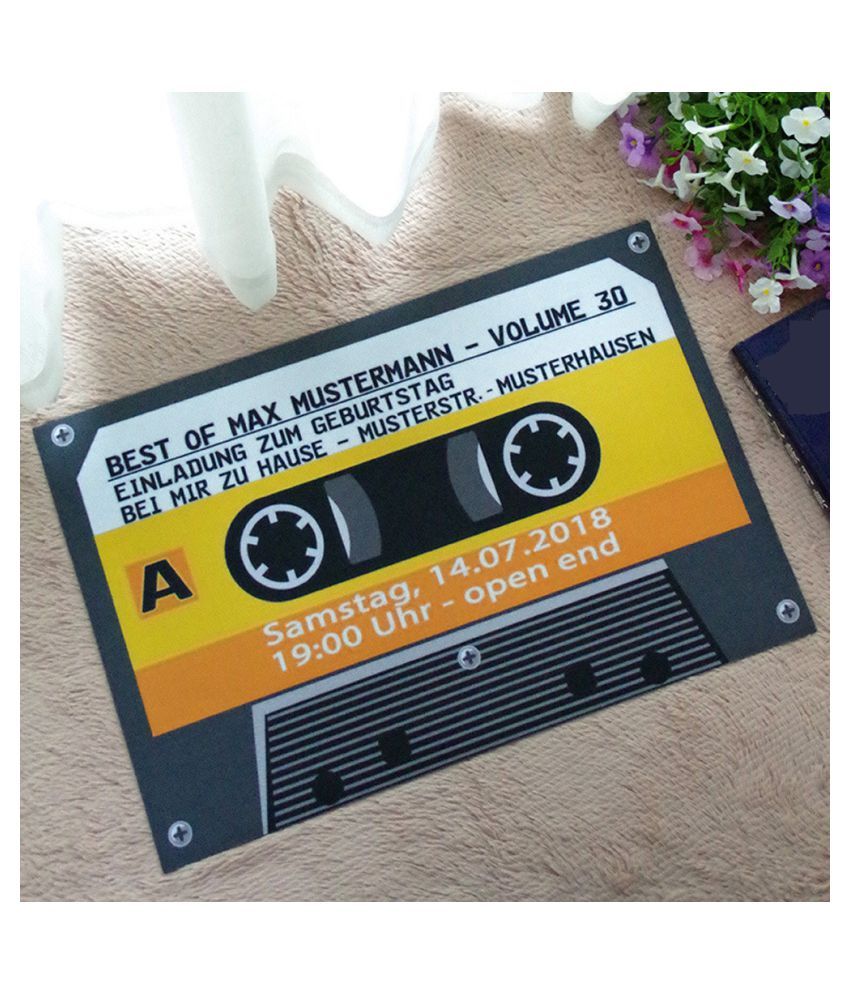 BEST OF MAX MUSTERMANN - VOLUME 30
EINLADUNG ZUM GEBURTSTAG
BEI MIR ZU HAUSE - MUSTERSTR. - MUSTERHAUSEN
A
Samstag, 14.07.2018
19:00 Uhr - open end